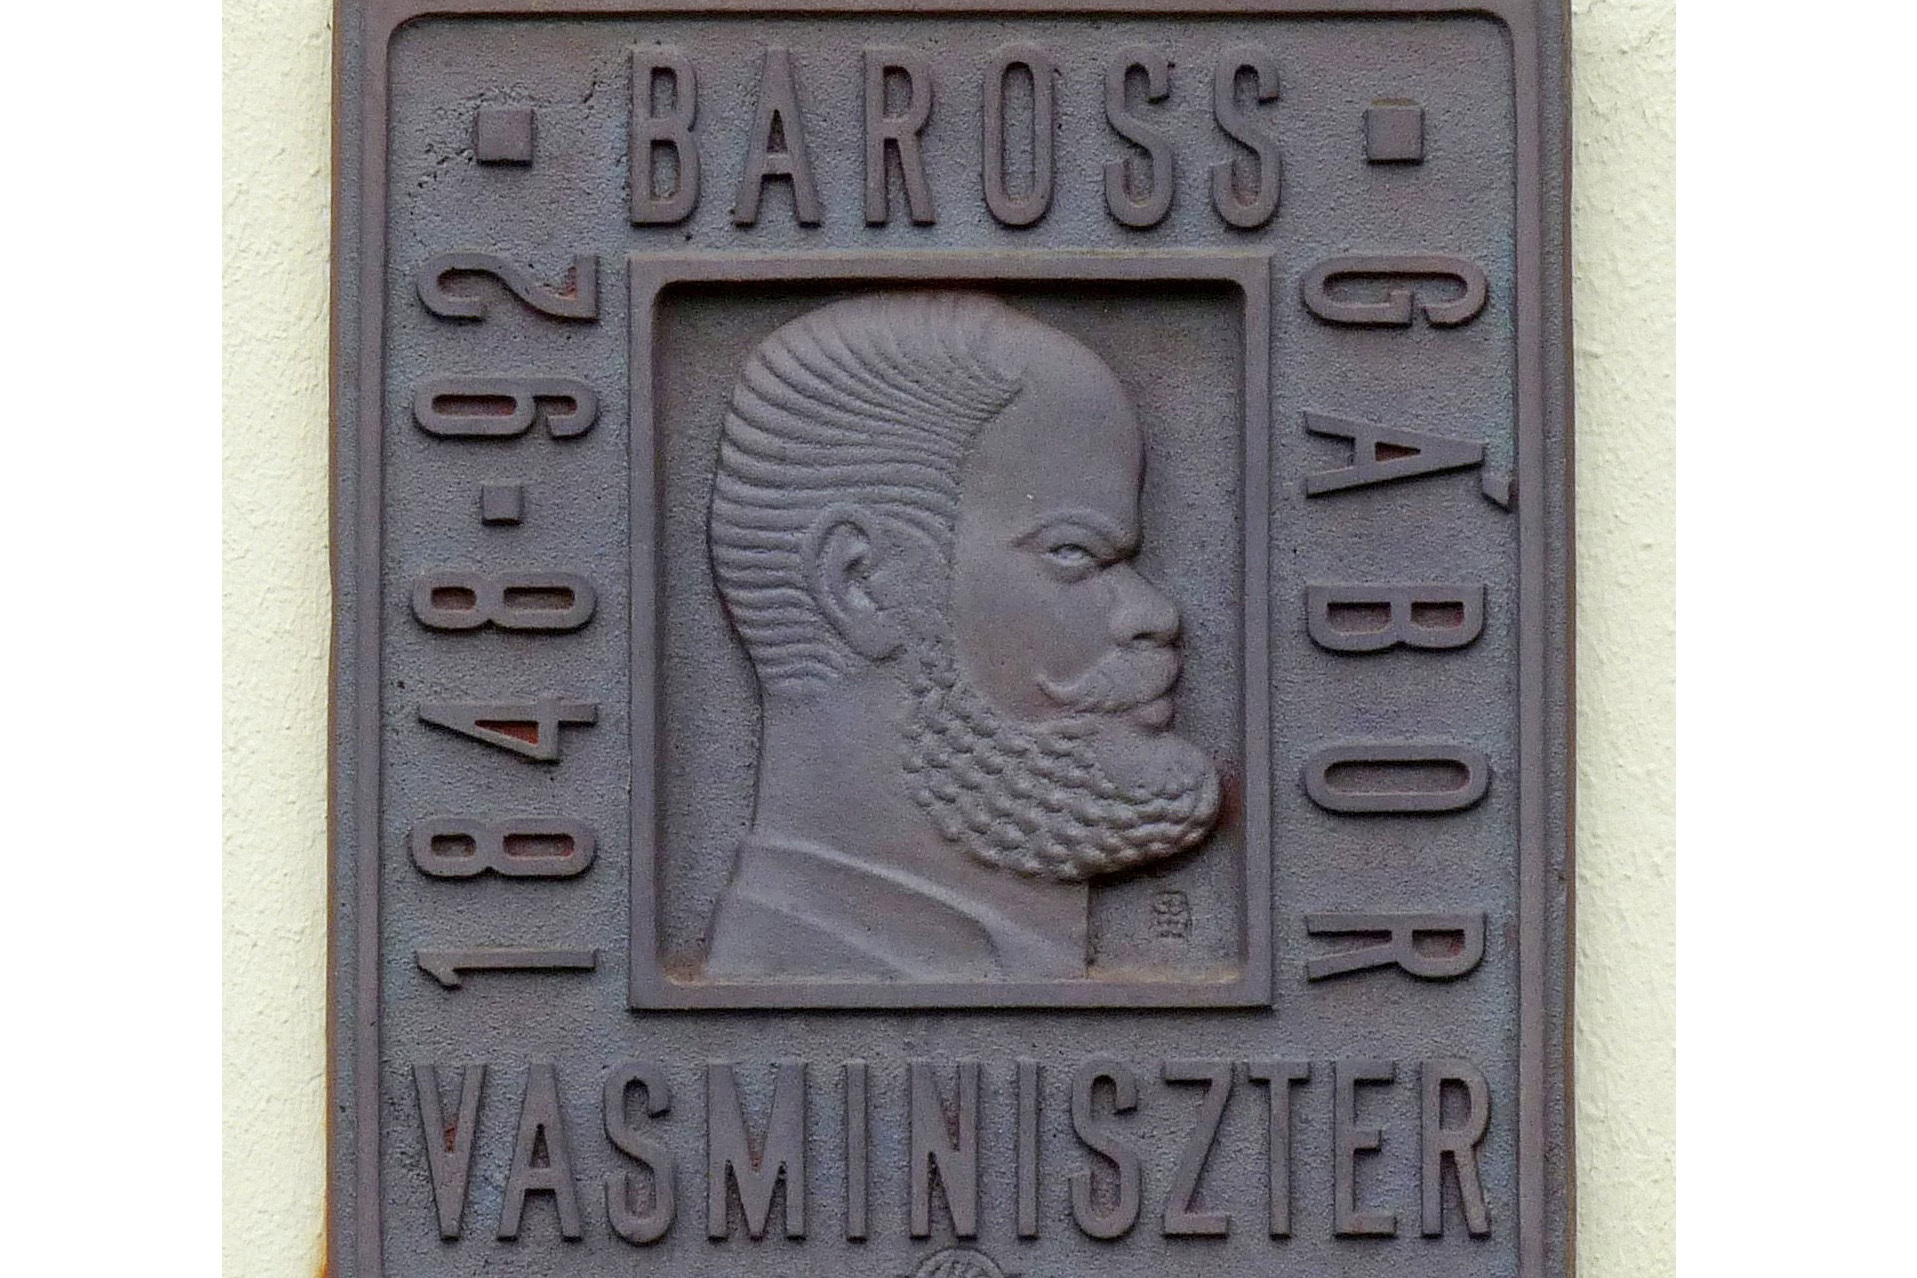 BAROSS
GÁBOR
VASMINISZTER
1848-92